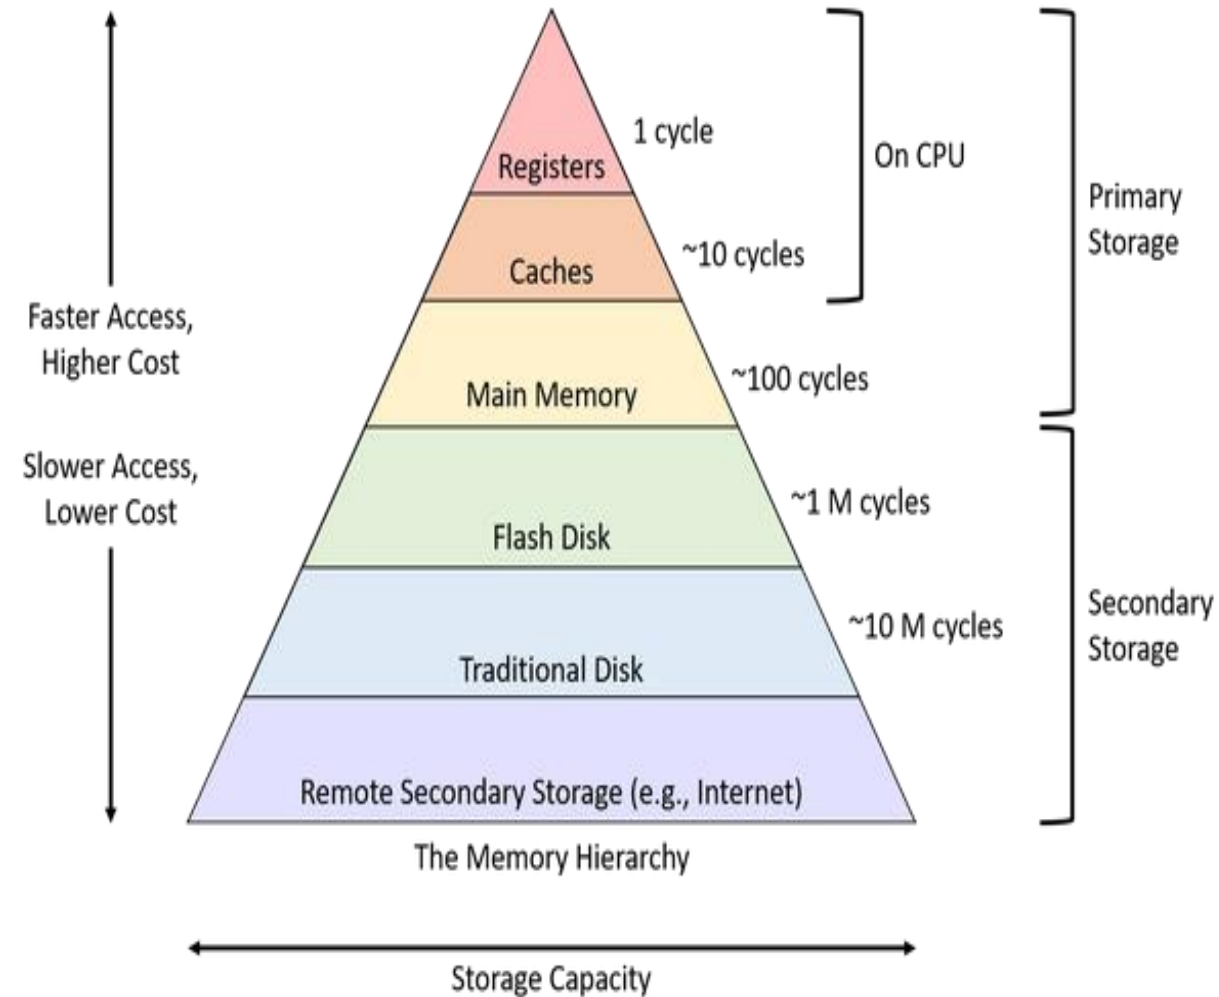 Registers
1 cycle
On CPU
Primary
Storage
Caches
~10 cycles
Faster Access,
Higher Cost
Main Memory
~100 cycles
Slower Access,
Lower Cost
Flash Disk
~1 M cycles
Traditional Disk
~10 M cycles
Secondary
Storage
Remote Secondary Storage (e.g., Internet)
The Memory Hierarchy
Storage Capacity